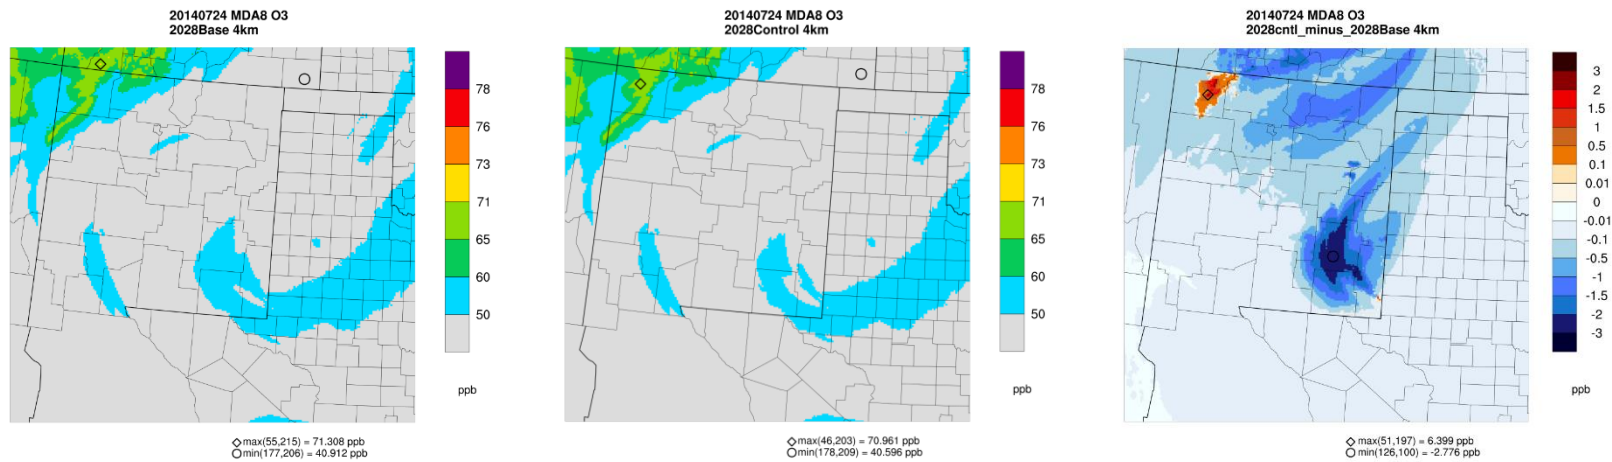 20140724 MDA8 O3
2028Base 4km
78
76
73
71
65
60
50
ppb
max(55,215) = 71.308 ppb
min(177,206) = 40.912 ppb
20140724 MDA8 O3
2028Control 4km
78
76
73
71
65
60
50
ppb
max(46,203) = 70.961 ppb
min(178,209) = 40.596 ppb
20140724 MDA8 O3
2028cntl_minus_2028Base 4km
3
2
1.5
1
0.5
0.1
0.01
0
-0.01
-0.1
-0.5
-1
-1.5
-2
-3
ppb
max(51,197) = 6.399 ppb
min(126,100) = -2.776 ppb